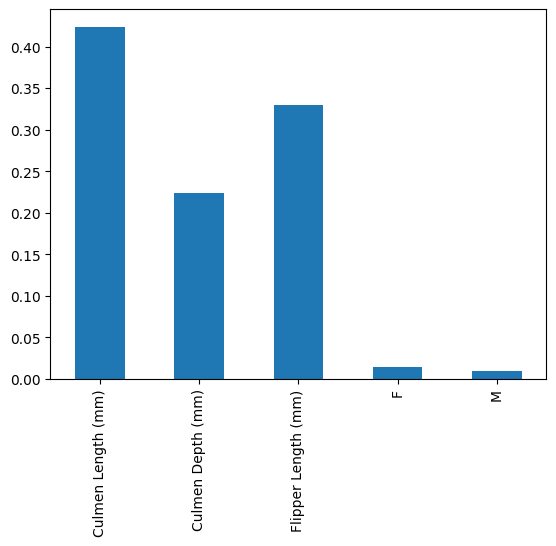 0.40
0.35
0.30
0.25
0.20
0.15
0.10
0.05
0.00
Culmen Length (mm)
Culmen Depth (mm)
Flipper Length (mm)
F
M